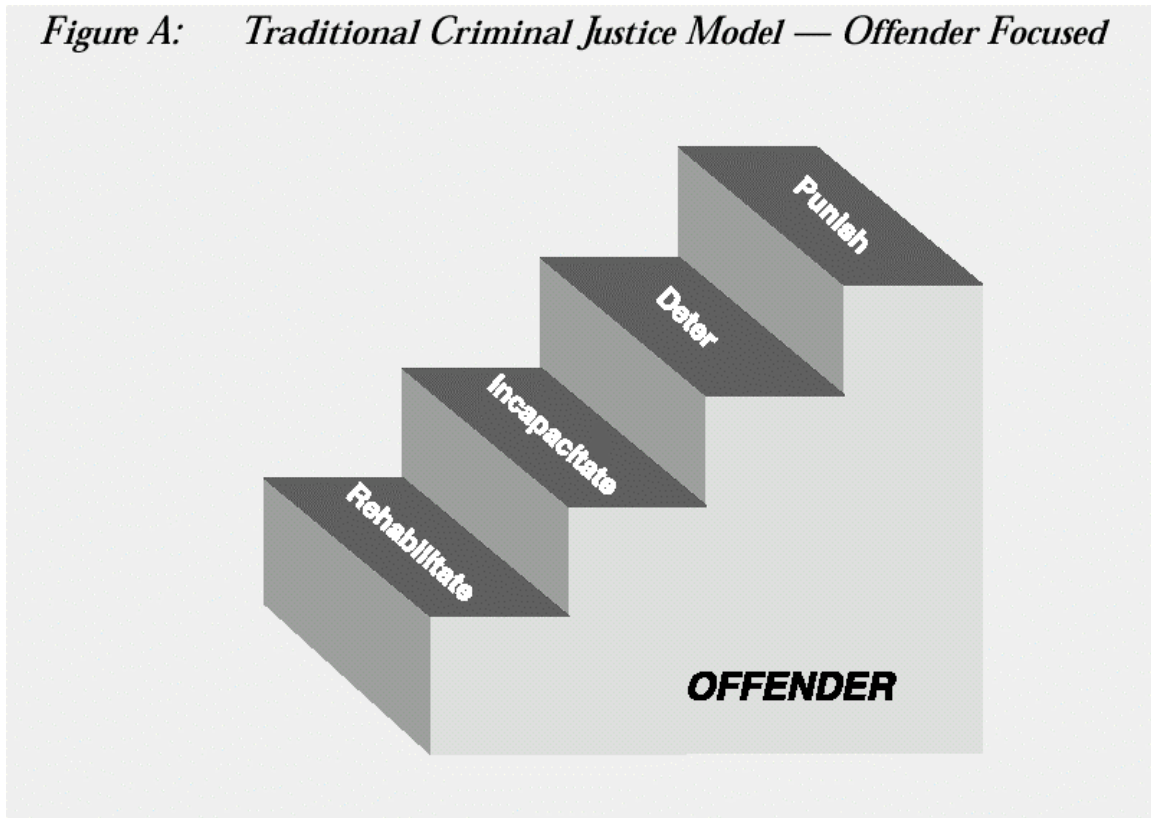 Figure A: Traditional Criminal Justice Model — Offender Focused
Punish
Deter
Incapacitate
Rehabilitate
OFFENDER